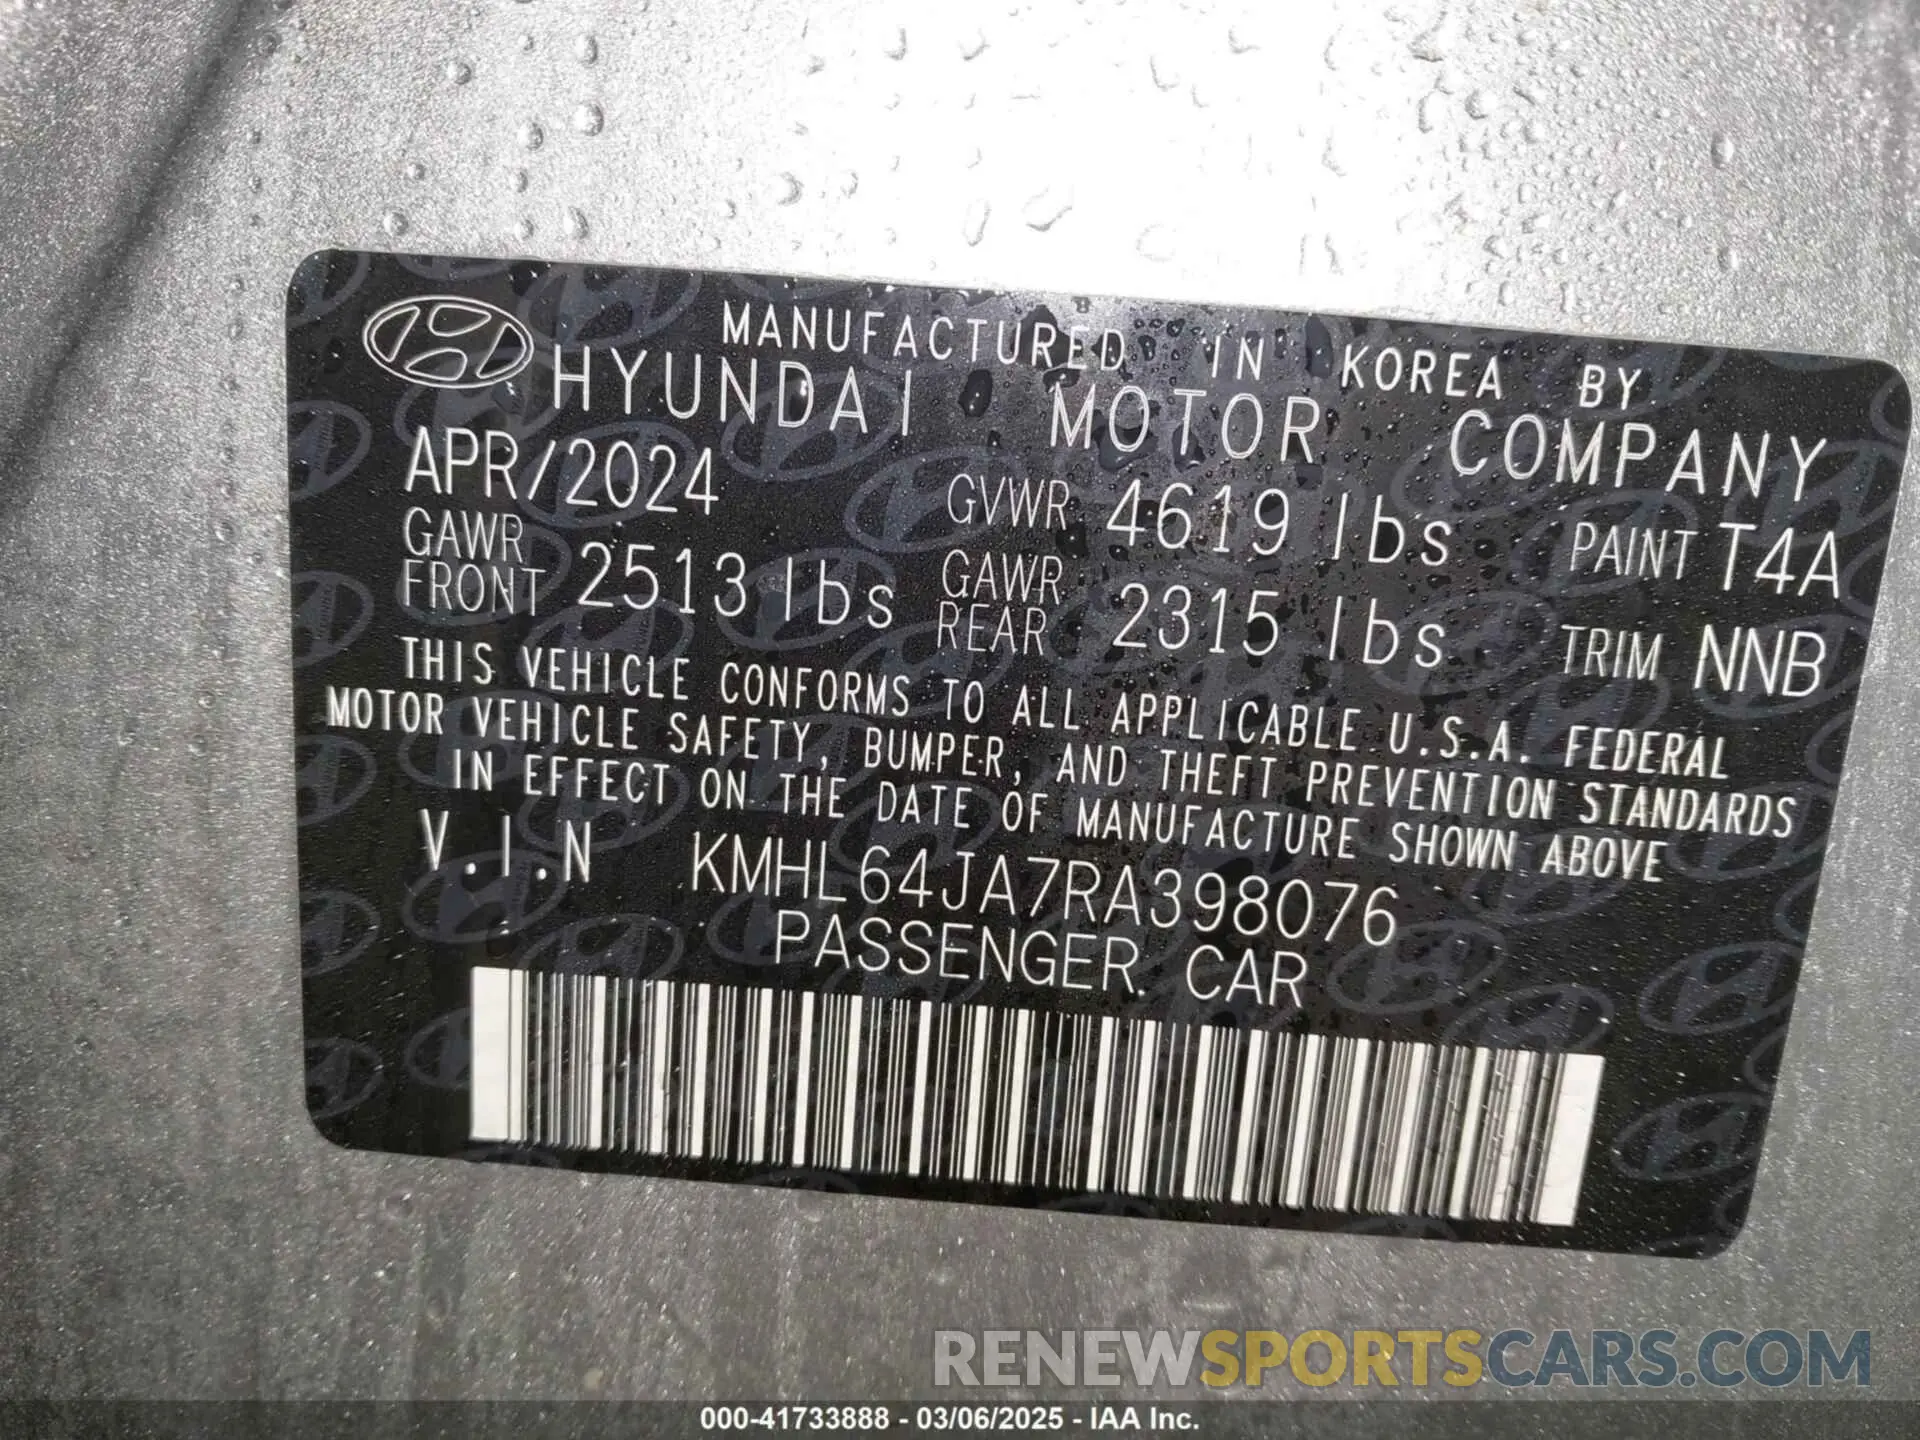 MANUFACTURED IN KOREA BY
HYUNDAI MOTOR COMPANY
APR/2024 GVWR 4619 lbs PAINT T4A
GAWR FRONT 2513 lbs GAWR REAR 2315 lbs TRIM NNB
THIS VEHICLE CONFORMS TO ALL APPLICABLE U.S.A. FEDERAL
MOTOR VEHICLE SAFETY, BUMPER, AND THEFT PREVENTION STANDARDS
IN EFFECT ON THE DATE OF MANUFACTURE SHOWN ABOVE
V.I.N KMHL64JA7RA398076
PASSENGER CAR
RENEWSPORTSCARS.COM
000-41733888 - 03/06/2025 - IAA Inc.